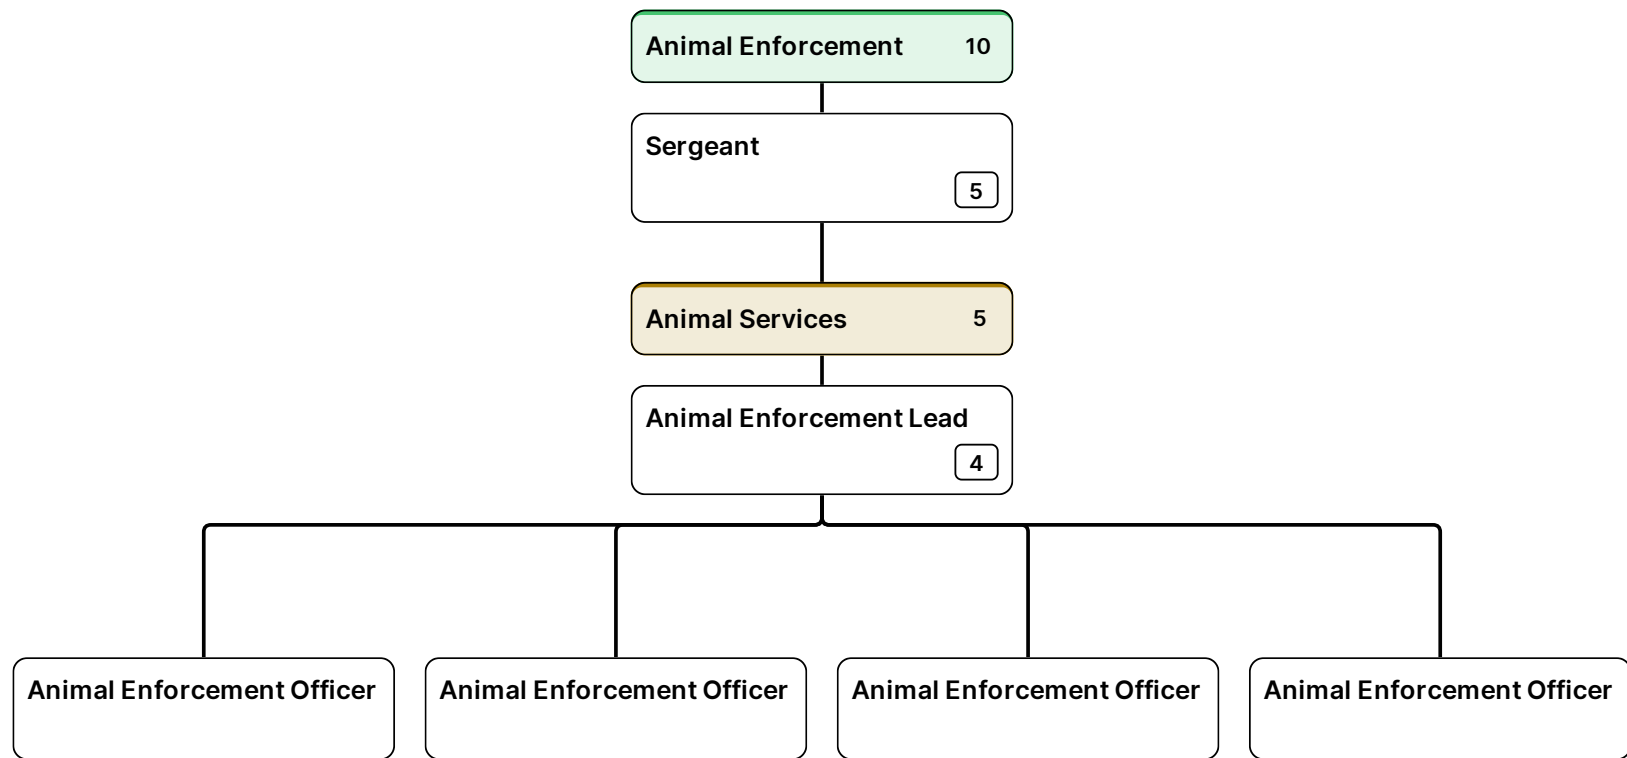 Animal Enforcement 10
Sergeant
5
Animal Services 5
Animal Enforcement Lead
4
Animal Enforcement Officer Animal Enforcement Officer Animal Enforcement Officer Animal Enforcement Officer